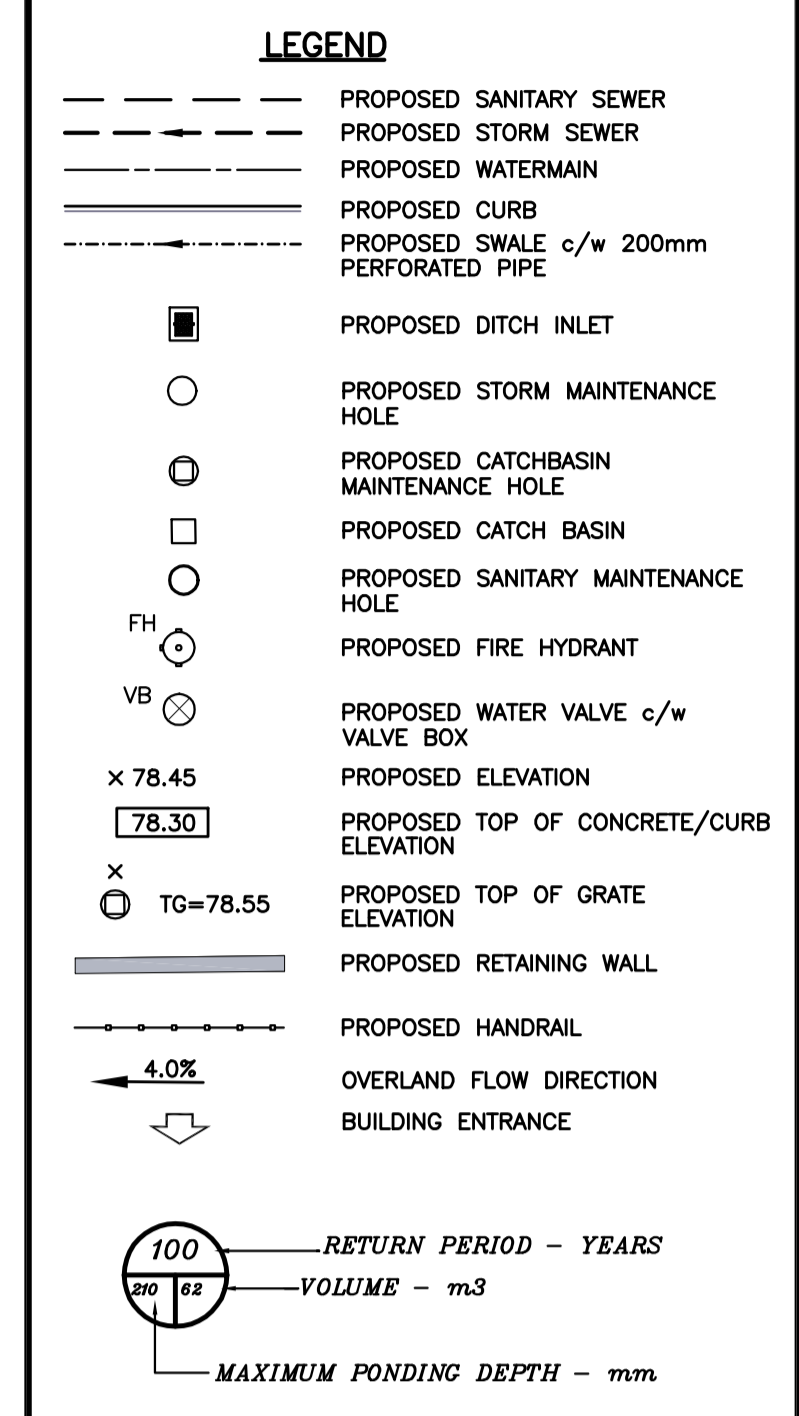 LEGEND
PROPOSED SANITARY SEWER
PROPOSED STORM SEWER
PROPOSED WATERMAIN
PROPOSED CURB
PROPOSED SWALE c/w 200mm
PERFORATED PIPE
PROPOSED DITCH INLET
PROPOSED STORM MAINTENANCE
HOLE
PROPOSED CATCHBASIN
MAINTENANCE HOLE
PROPOSED CATCH BASIN
PROPOSED SANITARY MAINTENANCE
HOLE
FH
PROPOSED FIRE HYDRANT
VB
PROPOSED WATER VALVE c/w
VALVE BOX
× 78.45 PROPOSED ELEVATION
78.30 PROPOSED TOP OF CONCRETE/CURB
ELEVATION
×
TG=78.55 PROPOSED TOP OF GRATE
ELEVATION
PROPOSED RETAINING WALL
PROPOSED HANDRAIL
4.0%
OVERLAND FLOW DIRECTION
BUILDING ENTRANCE
100 RETURN PERIOD - YEARS
210 62 VOLUME - m3
MAXIMUM PONDING DEPTH - mm